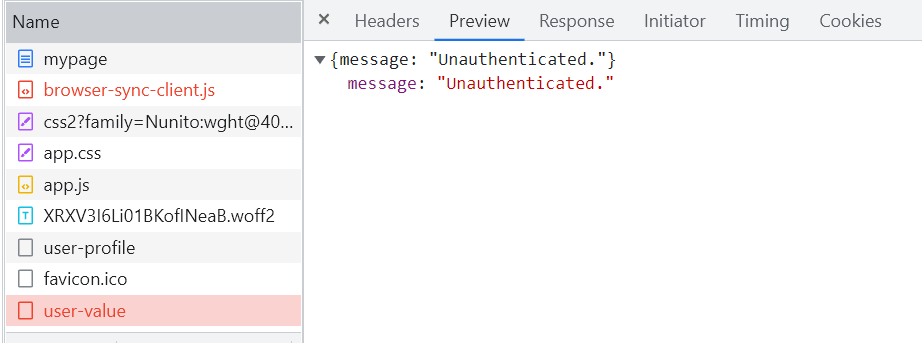 Name
mypage
browser-sync-client.js
css2?family=Nunito:wght@40...
app.css
app.js
XRXV3I6Li01BKofINeaB.woff2
user-profile
favicon.ico
user-value
× Headers Preview Response Initiator Timing Cookies
▼{message: "Unauthenticated."}
message: "Unauthenticated."